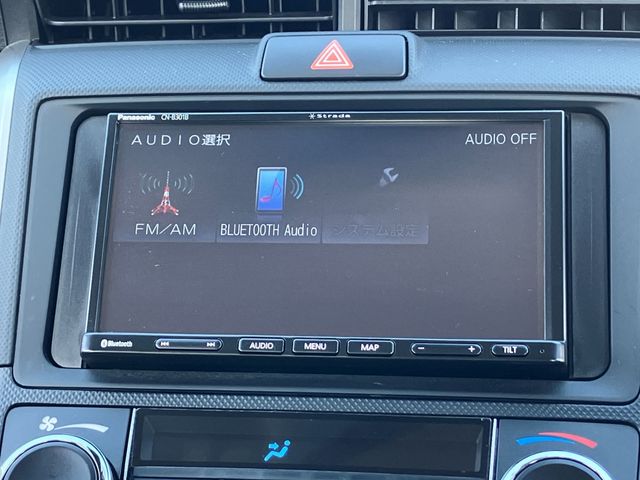 Panasonic CN-B301B Strada
AUDIO選択 AUDIO OFF
FM/AM BLUETOOTH Audio システム設定
Bluetooth AUDIO MENU MAP − + TILT